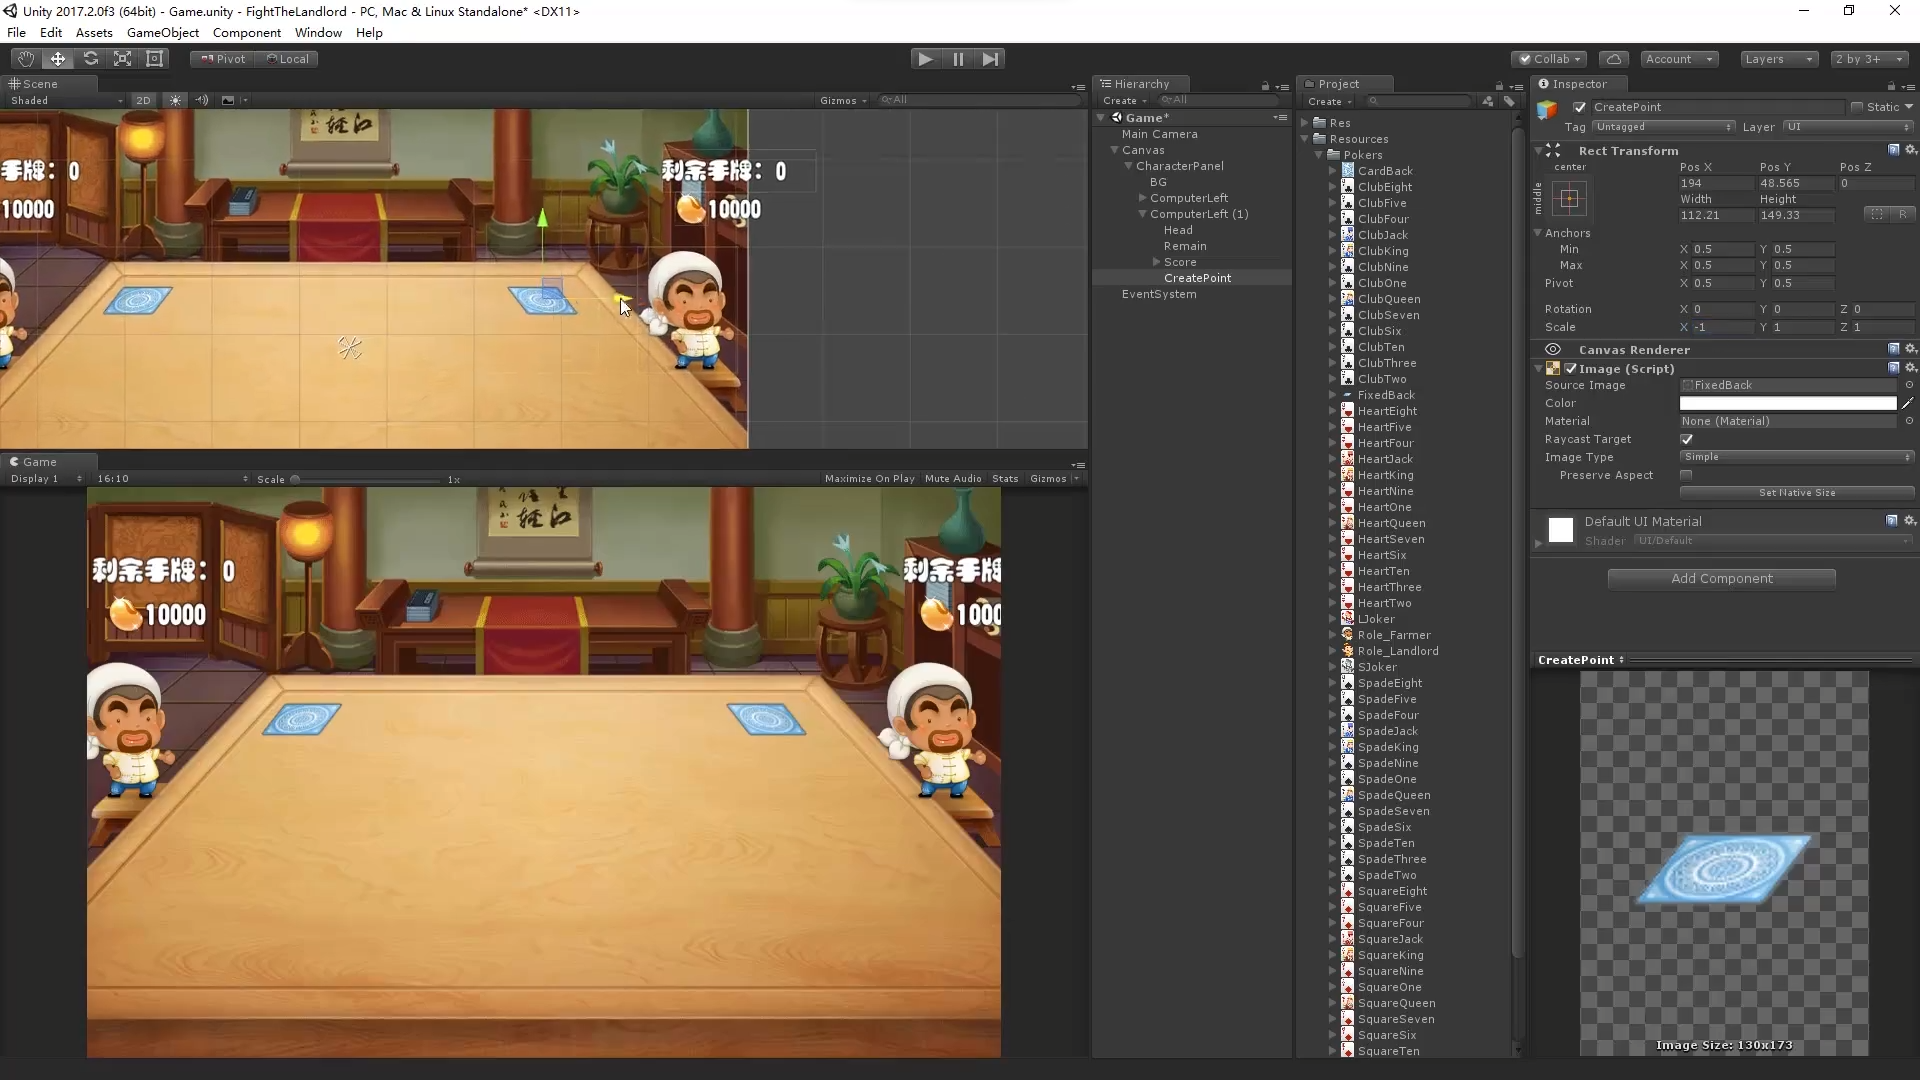 Unity 2017.2.0f3 (64bit) - Game.unity - FightTheLandlord - PC, Mac & Linux Standalone* <DX11>
File Edit Assets GameObject Component Window Help
Pivot Local
Collab Account Layers 2 by 3+
Scene
Shaded 2D Gizmos All
手牌: 0
10000
剩余手牌: 0
10000
Game
Display 1 16:10 Scale 1x Maximize On Play Mute Audio Stats Gizmos
剩余手牌: 0
10000
剩余手牌
1000
Hierarchy
Create All
Game*
Main Camera
Canvas
CharacterPanel
BG
ComputerLeft
ComputerLeft (1)
Head
Remain
Score
CreatePoint
EventSystem
Project
Create
Res
Resources
Pokers
CardBack
ClubEight
ClubFive
ClubFour
ClubJack
ClubKing
ClubNine
ClubOne
ClubQueen
ClubSeven
ClubSix
ClubTen
ClubThree
ClubTwo
FixedBack
HeartEight
HeartFive
HeartFour
HeartJack
HeartKing
HeartNine
HeartOne
HeartQueen
HeartSeven
HeartSix
HeartTen
HeartThree
HeartTwo
LJoker
Role_Farmer
Role_Landlord
SJoker
SpadeEight
SpadeFive
SpadeFour
SpadeJack
SpadeKing
SpadeNine
SpadeOne
SpadeQueen
SpadeSeven
SpadeSix
SpadeTen
SpadeThree
SpadeTwo
SquareEight
SquareFive
SquareFour
SquareJack
SquareKing
SquareNine
SquareOne
SquareQueen
SquareSeven
SquareSix
SquareTen
Inspector
CreatePoint Static
Tag Untagged Layer UI
Rect Transform
center
middle
Pos X Pos Y Pos Z
194 48.565 0
Width Height
112.21 149.33 R
Anchors
Min X 0.5 Y 0.5
Max X 0.5 Y 0.5
Pivot X 0.5 Y 0.5
Rotation X 0 Y 0 Z 0
Scale X -1 Y 1 Z 1
Canvas Renderer
Image (Script)
Source Image FixedBack
Color
Material None (Material)
Raycast Target
Image Type Simple
Preserve Aspect
Set Native Size
Default UI Material
Shader UI/Default
Add Component
CreatePoint
Image Size: 130x173